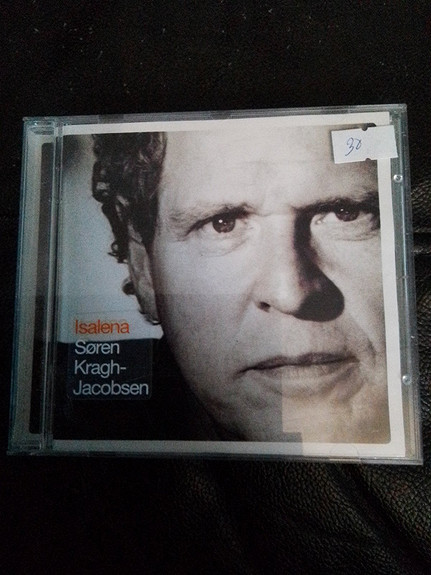 30
Isalena
Søren
Kragh-
Jacobsen